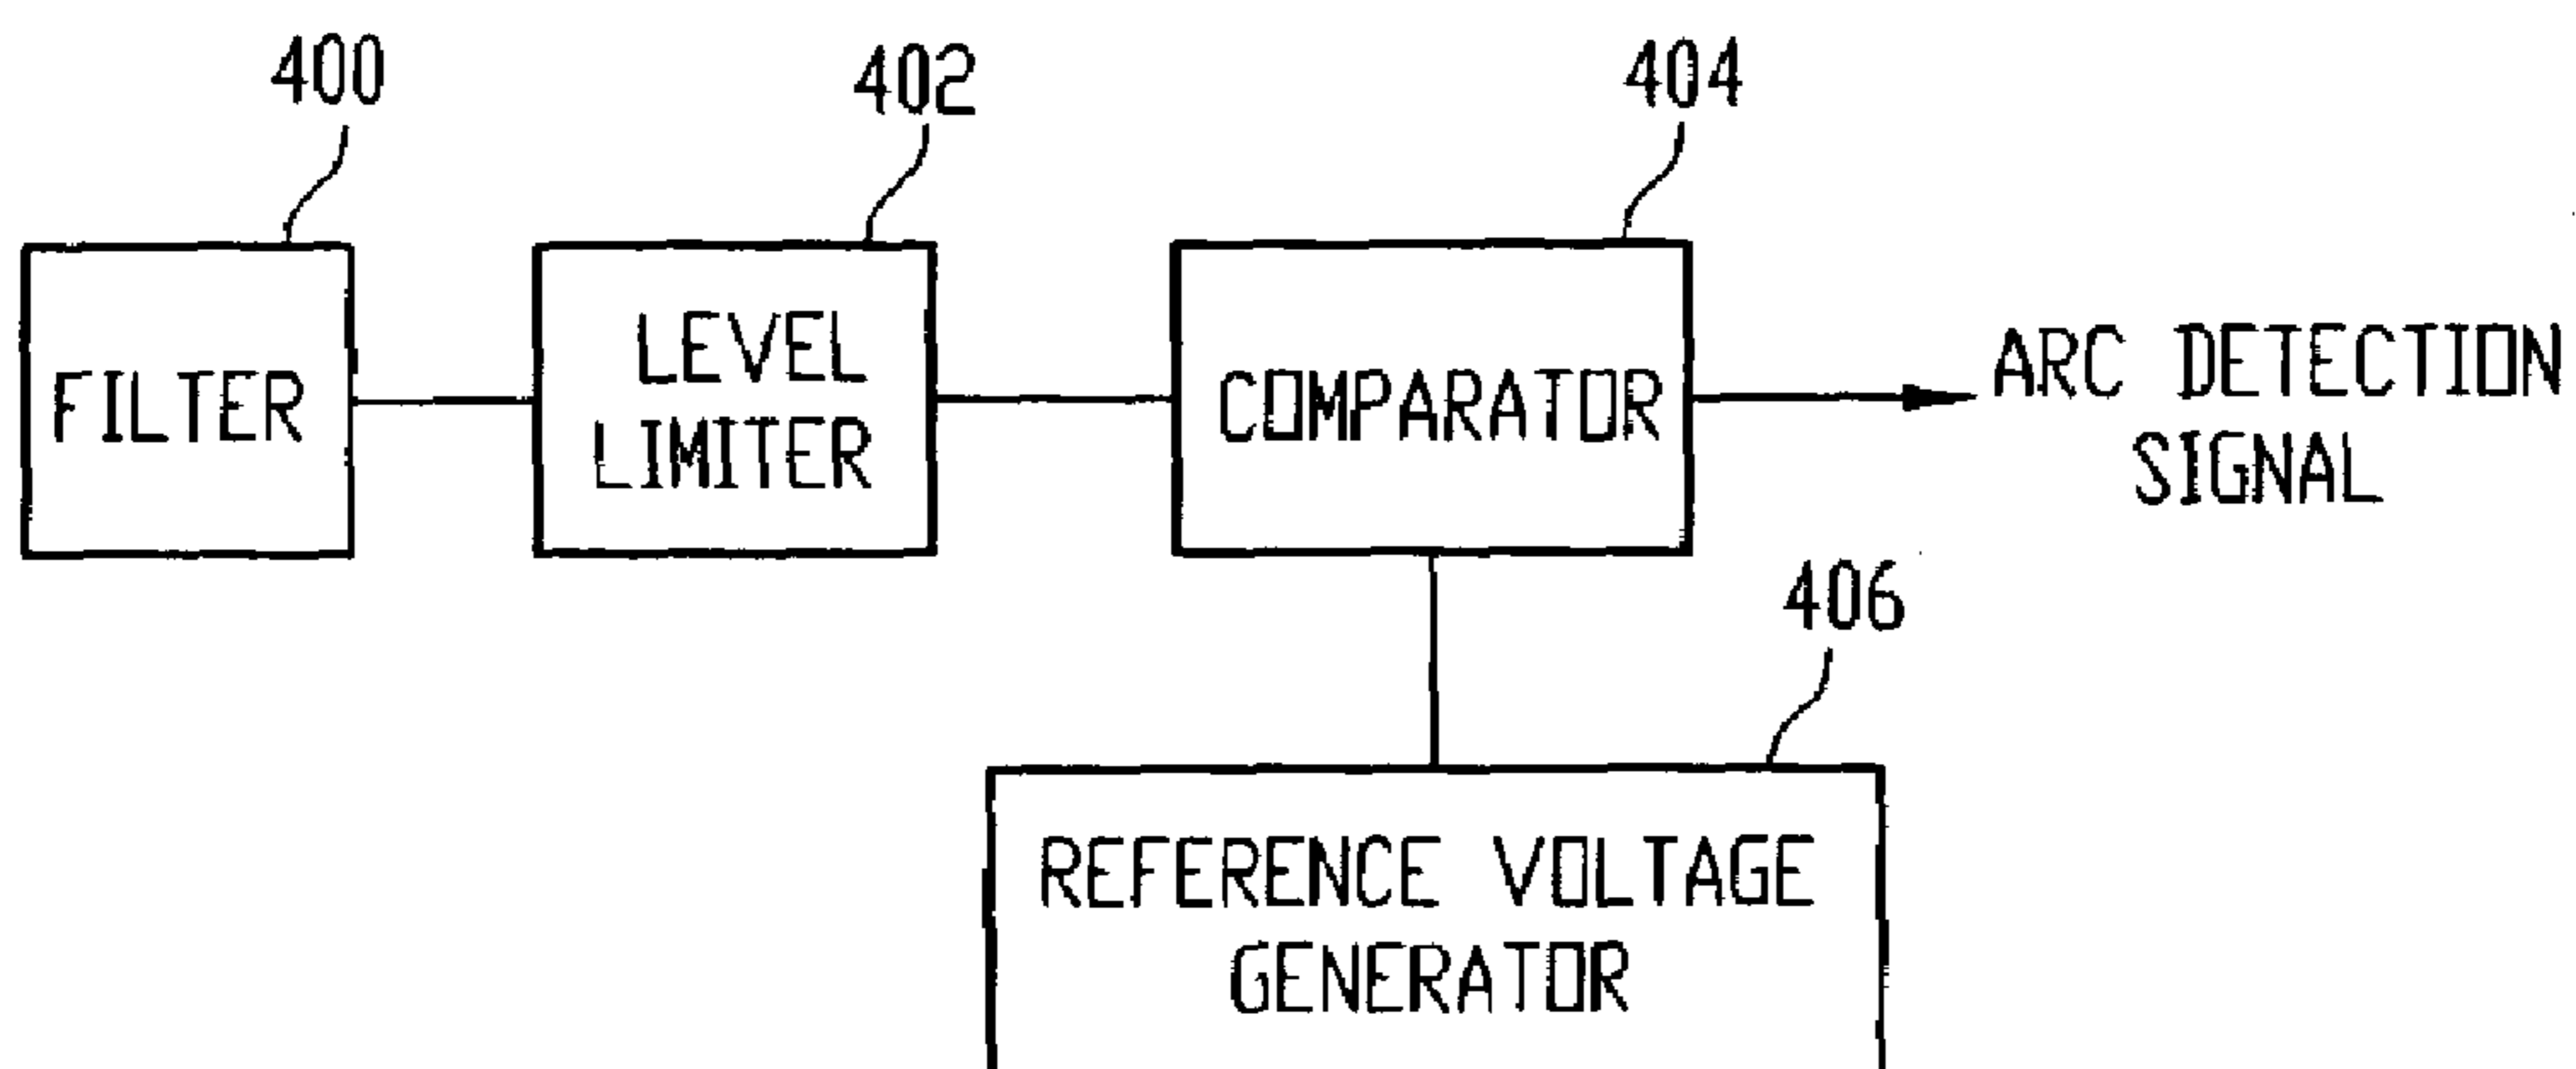 400
402
404
FILTER
LEVEL
LIMITER
COMPARATOR
ARC DETECTION
SIGNAL
406
REFERENCE VOLTAGE
GENERATOR